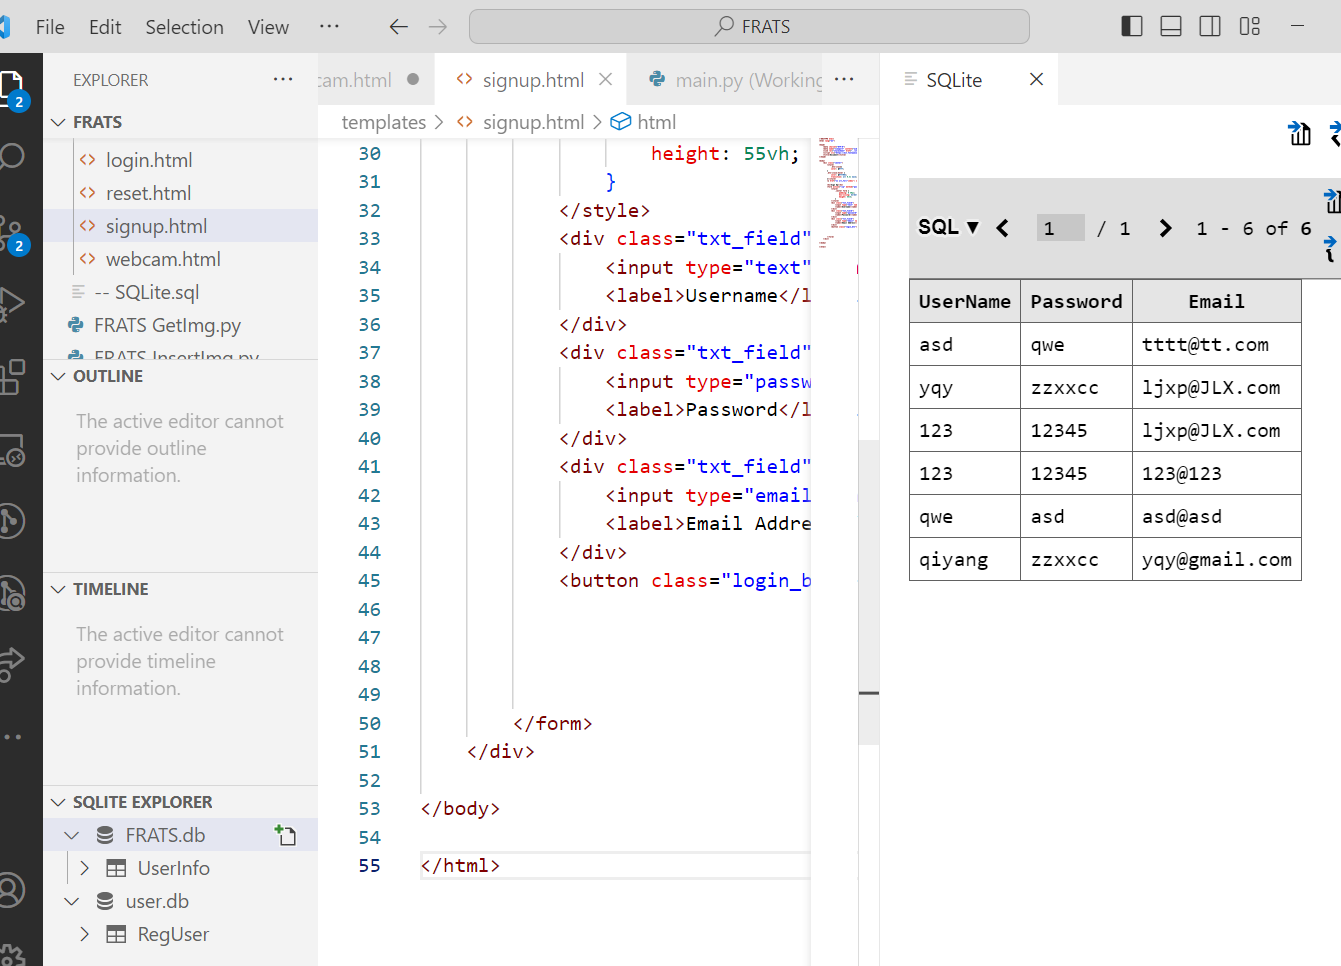 File Edit Selection View ··· FRATS
EXPLORER ···
FRATS
login.html
reset.html
signup.html
webcam.html
-- SQLite.sql
FRATS GetImg.py
FRATS InsertImg.py
OUTLINE
The active editor cannot
provide outline
information.
TIMELINE
The active editor cannot
provide timeline
information.
SQLITE EXPLORER
FRATS.db
UserInfo
user.db
RegUser
2
2
cam.html signup.html main.py (Working ···
templates > signup.html > html
30 height: 55vh;
31 }
32 </style>
33 <div class="txt_field"
34 <input type="text"
35 <label>Username</l
36 </div>
37 <div class="txt_field"
38 <input type="passw
39 <label>Password</l
40 </div>
41 <div class="txt_field"
42 <input type="email
43 <label>Email Addre
44 </div>
45 <button class="login_b
46
47
48
49
50 </form>
51 </div>
52
53 </body>
54
55 </html>
SQLite
SQL ▼ < 1 / 1 > 1 - 6 of 6
UserName Password Email
asd qwe tttt@tt.com
yqy zzxxcc ljxp@JLX.com
123 12345 ljxp@JLX.com
123 12345 123@123
qwe asd asd@asd
qiyang zzxxcc yqy@gmail.com